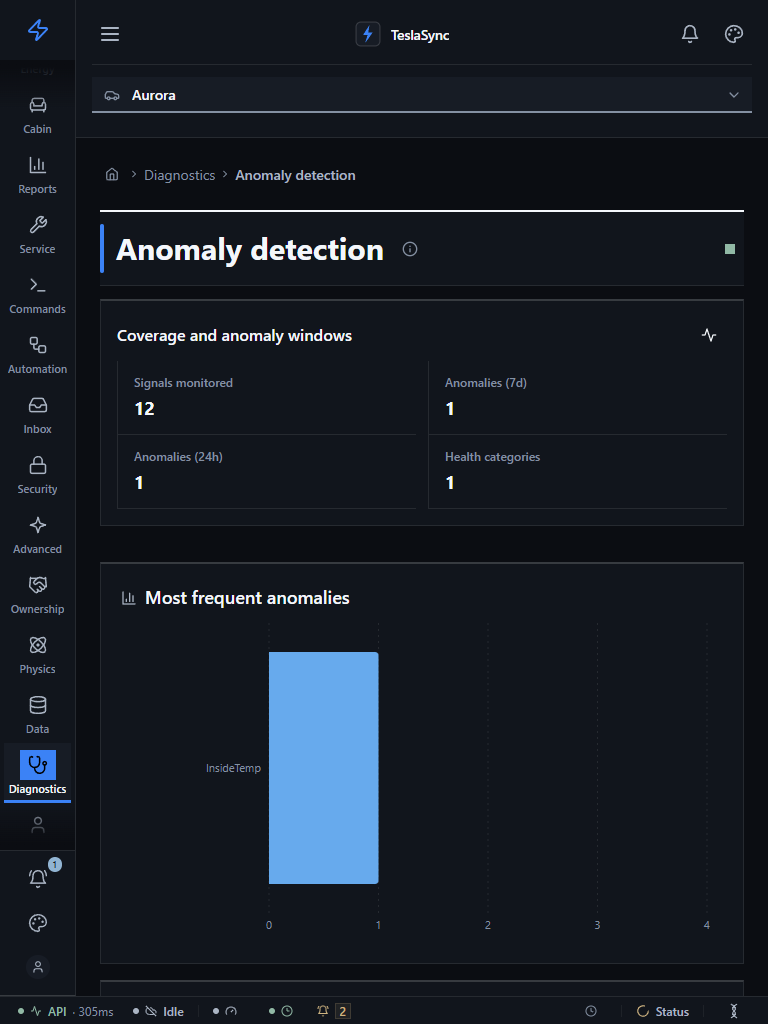 TeslaSync
Aurora
Energy
Cabin
Reports
Service
Commands
Automation
Inbox
Security
Advanced
Ownership
Physics
Data
Diagnostics
1
Diagnostics > Anomaly detection
Anomaly detection
Coverage and anomaly windows
Signals monitored
12
Anomalies (7d)
1
Anomalies (24h)
1
Health categories
1
Most frequent anomalies
InsideTemp
0 1 2 3 4
API · 305ms Idle 2 Status